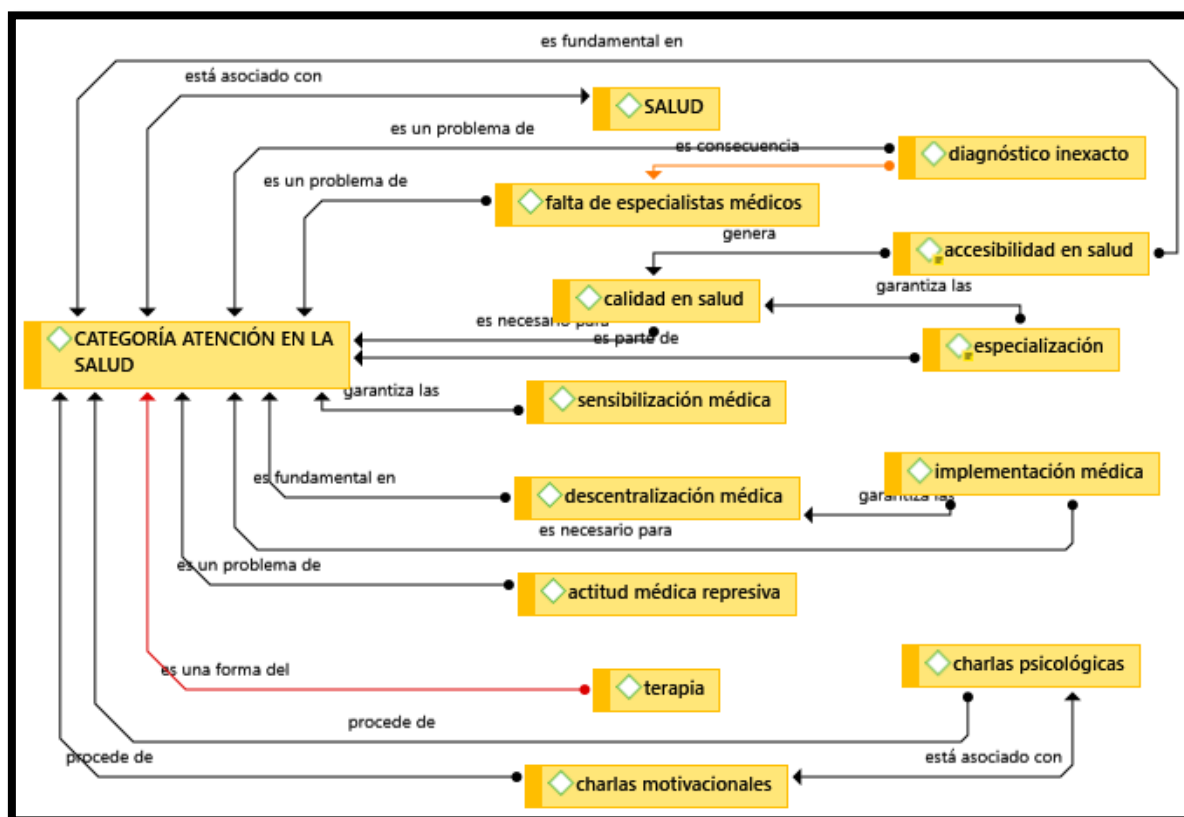 es fundamental en
está asociado con
SALUD
es un problema de
es consecuencia
diagnóstico inexacto
es un problema de
falta de especialistas médicos
genera
accesibilidad en salud
calidad en salud
garantiza las
es necesario para
es parte de
CATEGORÍA ATENCIÓN EN LA
SALUD
especialización
garantiza las
sensibilización médica
es fundamental en
descentralización médica
implementación médica
garantiza las
es necesario para
es un problema de
actitud médica represiva
es una forma del
terapia
charlas psicológicas
procede de
procede de
charlas motivacionales
está asociado con